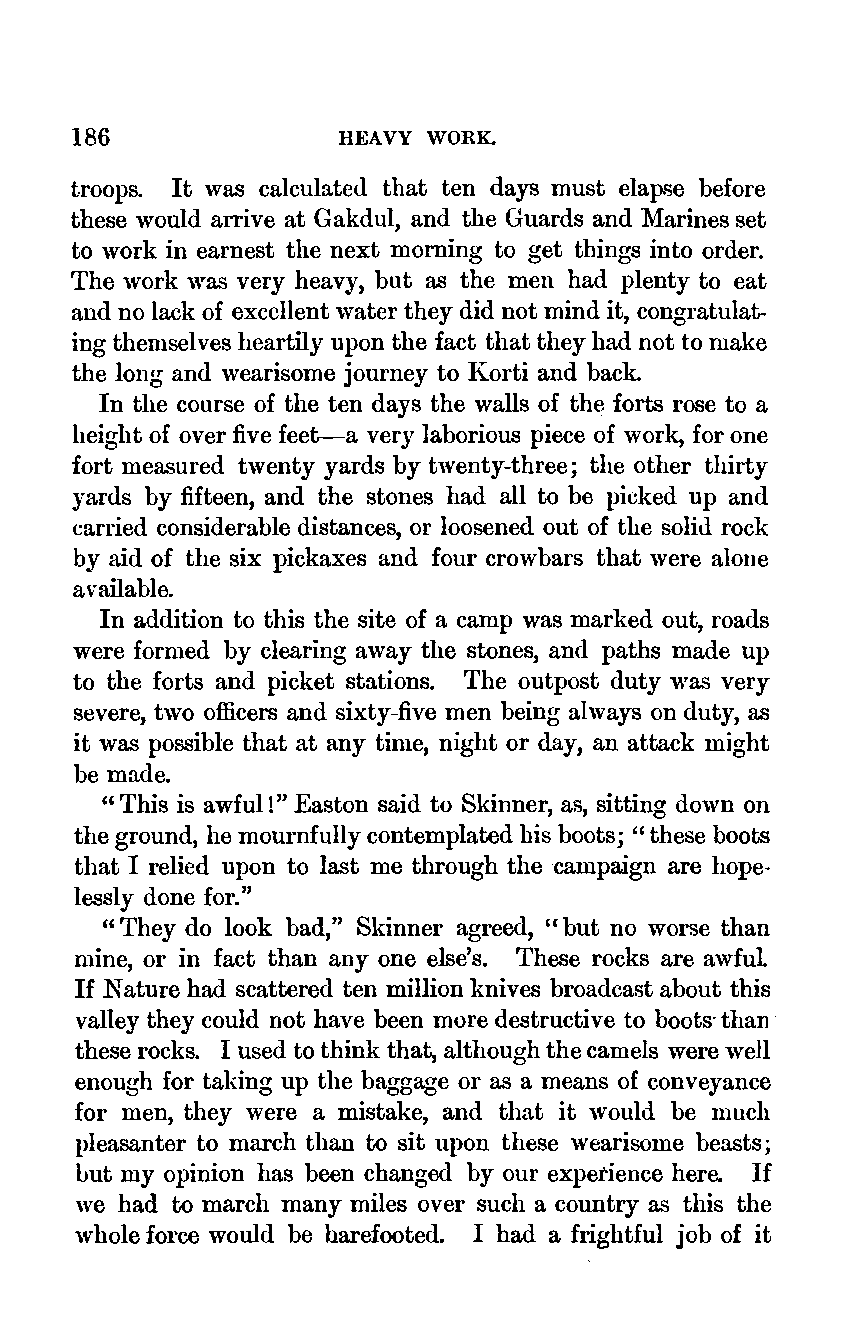 186 HEAVY WORK.
troops. It was calculated that ten days must elapse before
these would arrive at Gakdul, and the Guards and Marines set
to work in earnest the next morning to get things into order.
The work was very heavy, but as the men had plenty to eat
and no lack of excellent water they did not mind it, congratulat-
ing themselves heartily upon the fact that they had not to make
the long and wearisome journey to Korti and back.
In the course of the ten days the walls of the forts rose to a
height of over five feet—a very laborious piece of work, for one
fort measured twenty yards by twenty-three; the other thirty
yards by fifteen, and the stones had all to be picked up and
carried considerable distances, or loosened out of the solid rock
by aid of the six pickaxes and four crowbars that were alone
available.
In addition to this the site of a camp was marked out, roads
were formed by clearing away the stones, and paths made up
to the forts and picket stations. The outpost duty was very
severe, two officers and sixty-five men being always on duty, as
it was possible that at any time, night or day, an attack might
be made.
"This is awful!" Easton said to Skinner, as, sitting down on
the ground, he mournfully contemplated his boots; "these boots
that I relied upon to last me through the campaign are hope-
lessly done for."
"They do look bad," Skinner agreed, "but no worse than
mine, or in fact than any one else's. These rocks are awful.
If Nature had scattered ten million knives broadcast about this
valley they could not have been more destructive to boots than
these rocks. I used to think that, although the camels were well
enough for taking up the baggage or as a means of conveyance
for men, they were a mistake, and that it would be much
pleasanter to march than to sit upon these wearisome beasts;
but my opinion has been changed by our experience here. If
we had to march many miles over such a country as this the
whole force would be barefooted. I had a frightful job of it